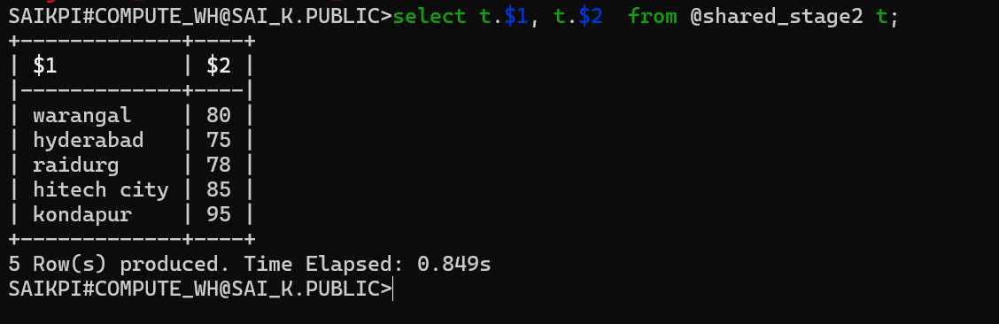 SAIKPI#COMPUTE_WH@SAI_K.PUBLIC>select t.$1, t.$2  from @shared_stage2 t;
+-------------+----+
| $1          | $2 |
|-------------+----|
| warangal    | 80 |
| hyderabad   | 75 |
| raidurg     | 78 |
| hitech city | 85 |
| kondapur    | 95 |
+-------------+----+
5 Row(s) produced. Time Elapsed: 0.849s
SAIKPI#COMPUTE_WH@SAI_K.PUBLIC>